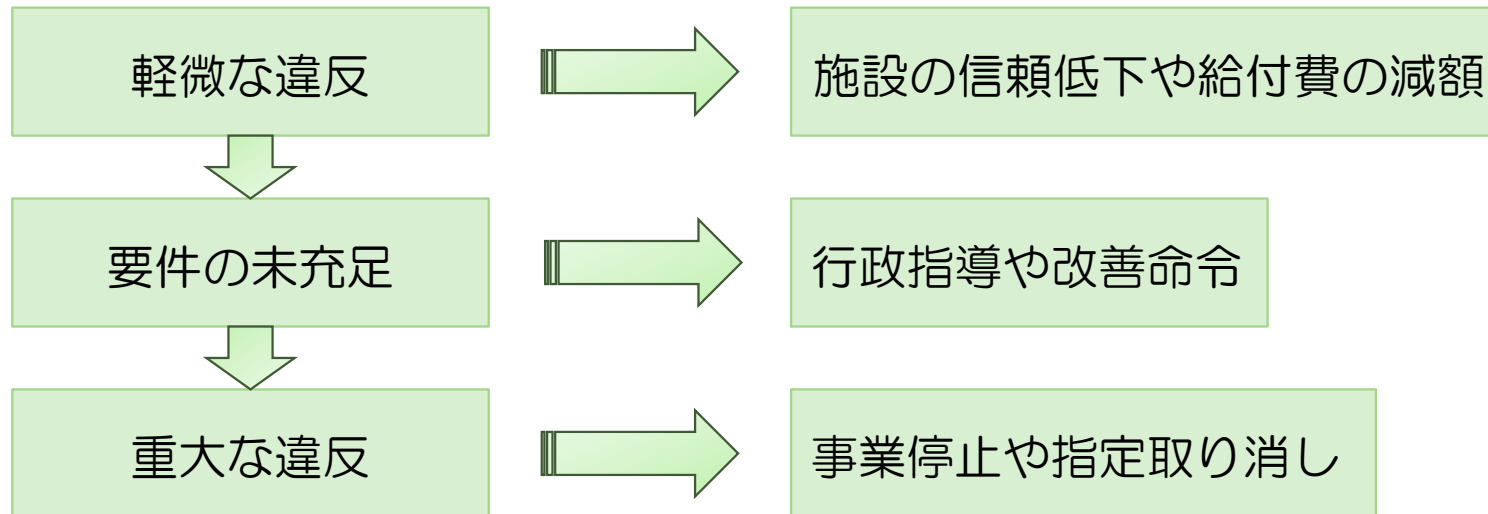 軽微な違反
施設の信頼低下や給付費の減額
要件の未充足
行政指導や改善命令
重大な違反
事業停止や指定取り消し